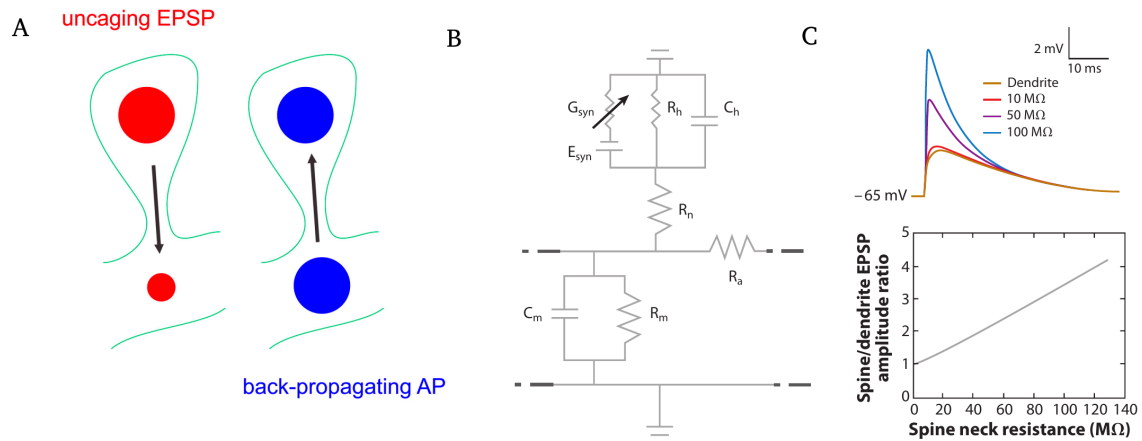 A
uncaging EPSP
back-propagating AP
B
Gsyn
Esyn
Rh
Ch
Rn
Ra
Cm
Rm
C
2 mV
10 ms
Dendrite
10 MΩ
50 MΩ
100 MΩ
−65 mV
Spine/dendrite EPSP
amplitude ratio
5
4
3
2
1
0
0 20 40 60 80 100 120 140
Spine neck resistance (MΩ)